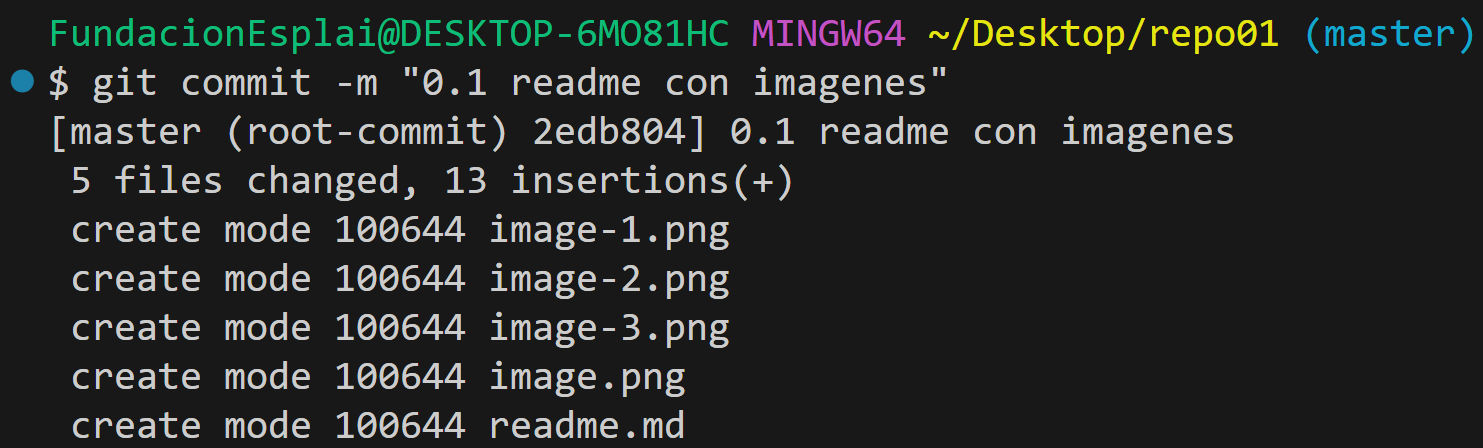 FundacionEsplai@DESKTOP-6MO81HC MINGW64 ~/Desktop/repo01 (master)
$ git commit -m "0.1 readme con imagenes"
[master (root-commit) 2edb804] 0.1 readme con imagenes
 5 files changed, 13 insertions(+)
 create mode 100644 image-1.png
 create mode 100644 image-2.png
 create mode 100644 image-3.png
 create mode 100644 image.png
 create mode 100644 readme.md